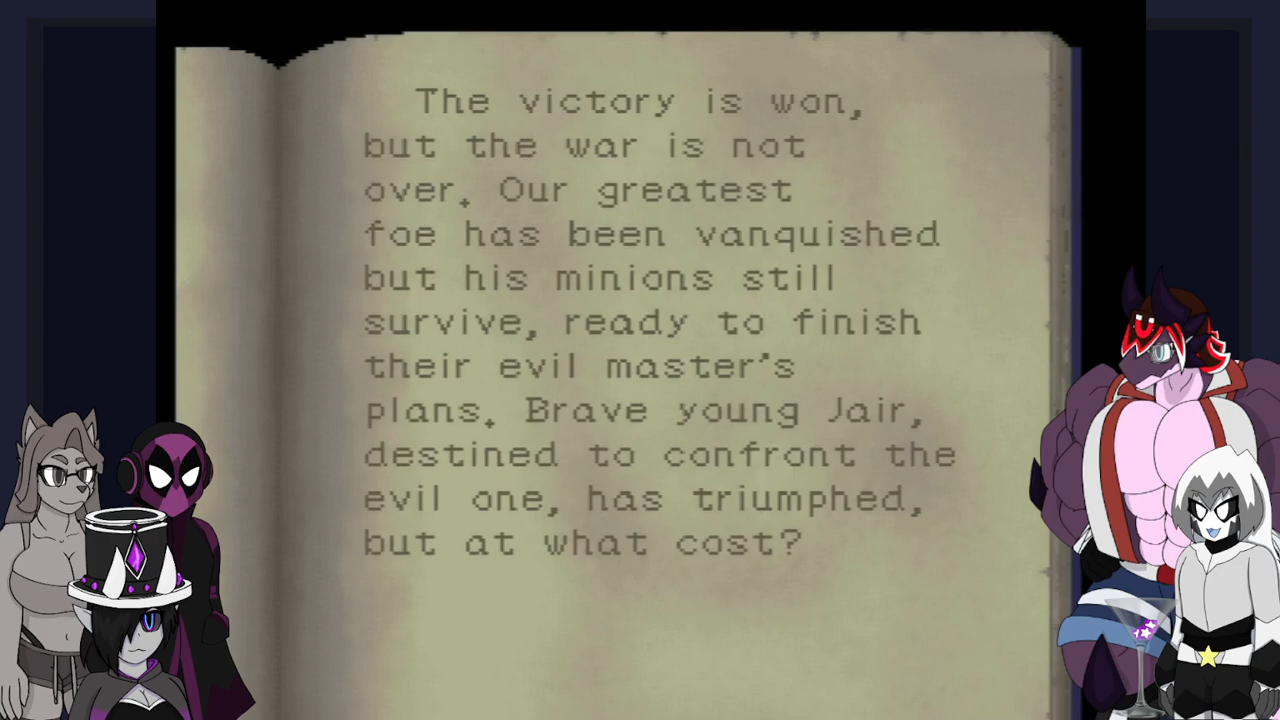 The victory is won,
but the war is not
over. Our greatest
foe has been vanquished
but his minions still
survive, ready to finish
their evil master's
plans. Brave young Jair,
destined to confront the
evil one, has triumphed,
but at what cost?